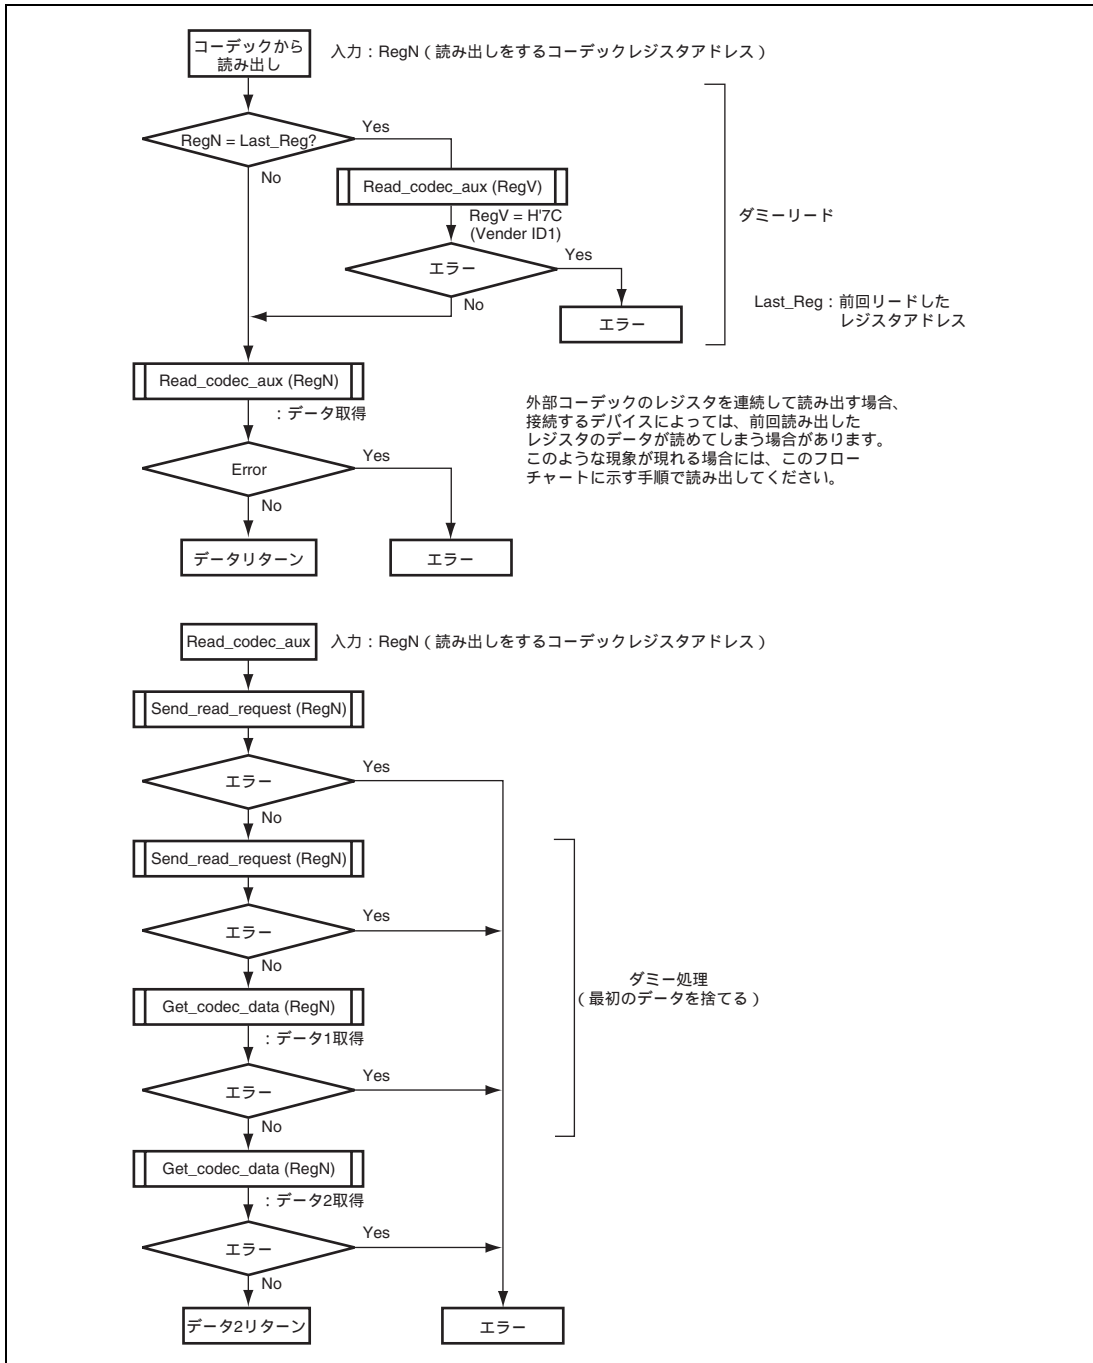 コーデックから
読み出し
入力：RegN（読み出しをするコーデックレジスタアドレス）
RegN = Last_Reg?
Yes
No
Read_codec_aux (RegV)
RegV = H'7C
(Vender ID1)
ダミーリード
エラー
Yes
No
エラー
Last_Reg：前回リードした
レジスタアドレス
Read_codec_aux (RegN)
：データ取得
外部コーデックのレジスタを連続して読み出す場合、
接続するデバイスによっては、前回読み出した
レジスタのデータが読めてしまう場合があります。
このような現象が現れる場合には、このフロー
チャートに示す手順で読み出してください。
Error
Yes
No
データリターン
エラー
Read_codec_aux
入力：RegN（読み出しをするコーデックレジスタアドレス）
Send_read_request (RegN)
エラー
Yes
No
Send_read_request (RegN)
エラー
Yes
No
ダミー処理
（最初のデータを捨てる）
Get_codec_data (RegN)
：データ1取得
エラー
Yes
No
Get_codec_data (RegN)
：データ2取得
エラー
Yes
No
データ2リターン
エラー